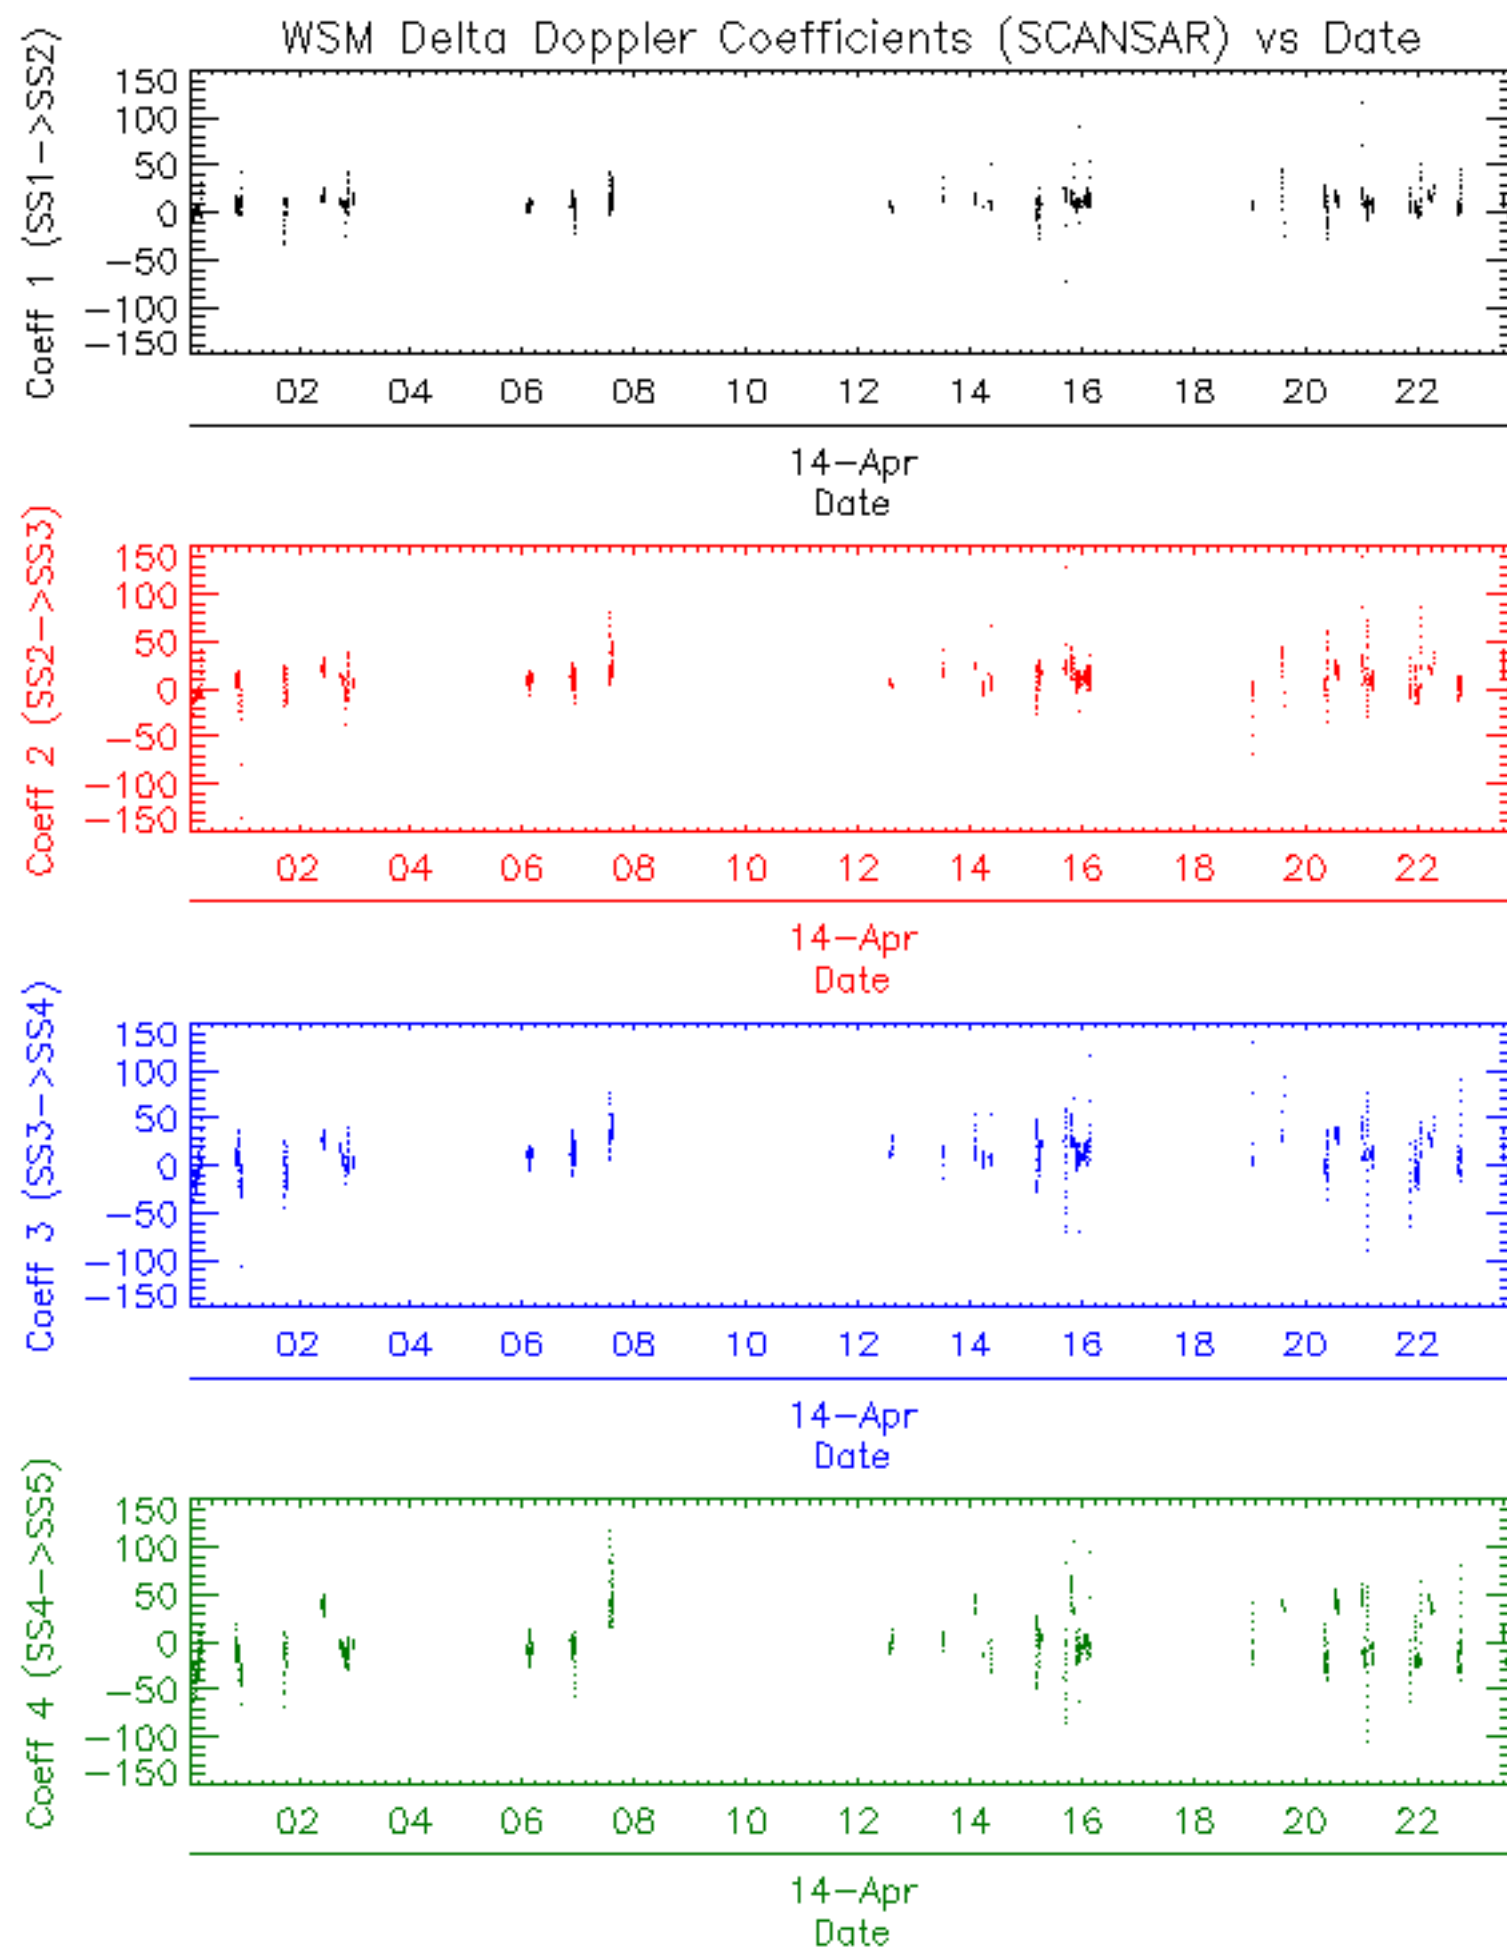 WSM Delta Doppler Coefficients (SCANSAR) vs Date
Coeff 1 (SS1->SS2)
150
100
50
0
-50
-100
-150
02 04 06 08 10 12 14 16 18 20 22
14-Apr
Date
Coeff 2 (SS2->SS3)
150
100
50
0
-50
-100
-150
02 04 06 08 10 12 14 16 18 20 22
14-Apr
Date
Coeff 3 (SS3->SS4)
150
100
50
0
-50
-100
-150
02 04 06 08 10 12 14 16 18 20 22
14-Apr
Date
Coeff 4 (SS4->SS5)
150
100
50
0
-50
-100
-150
02 04 06 08 10 12 14 16 18 20 22
14-Apr
Date